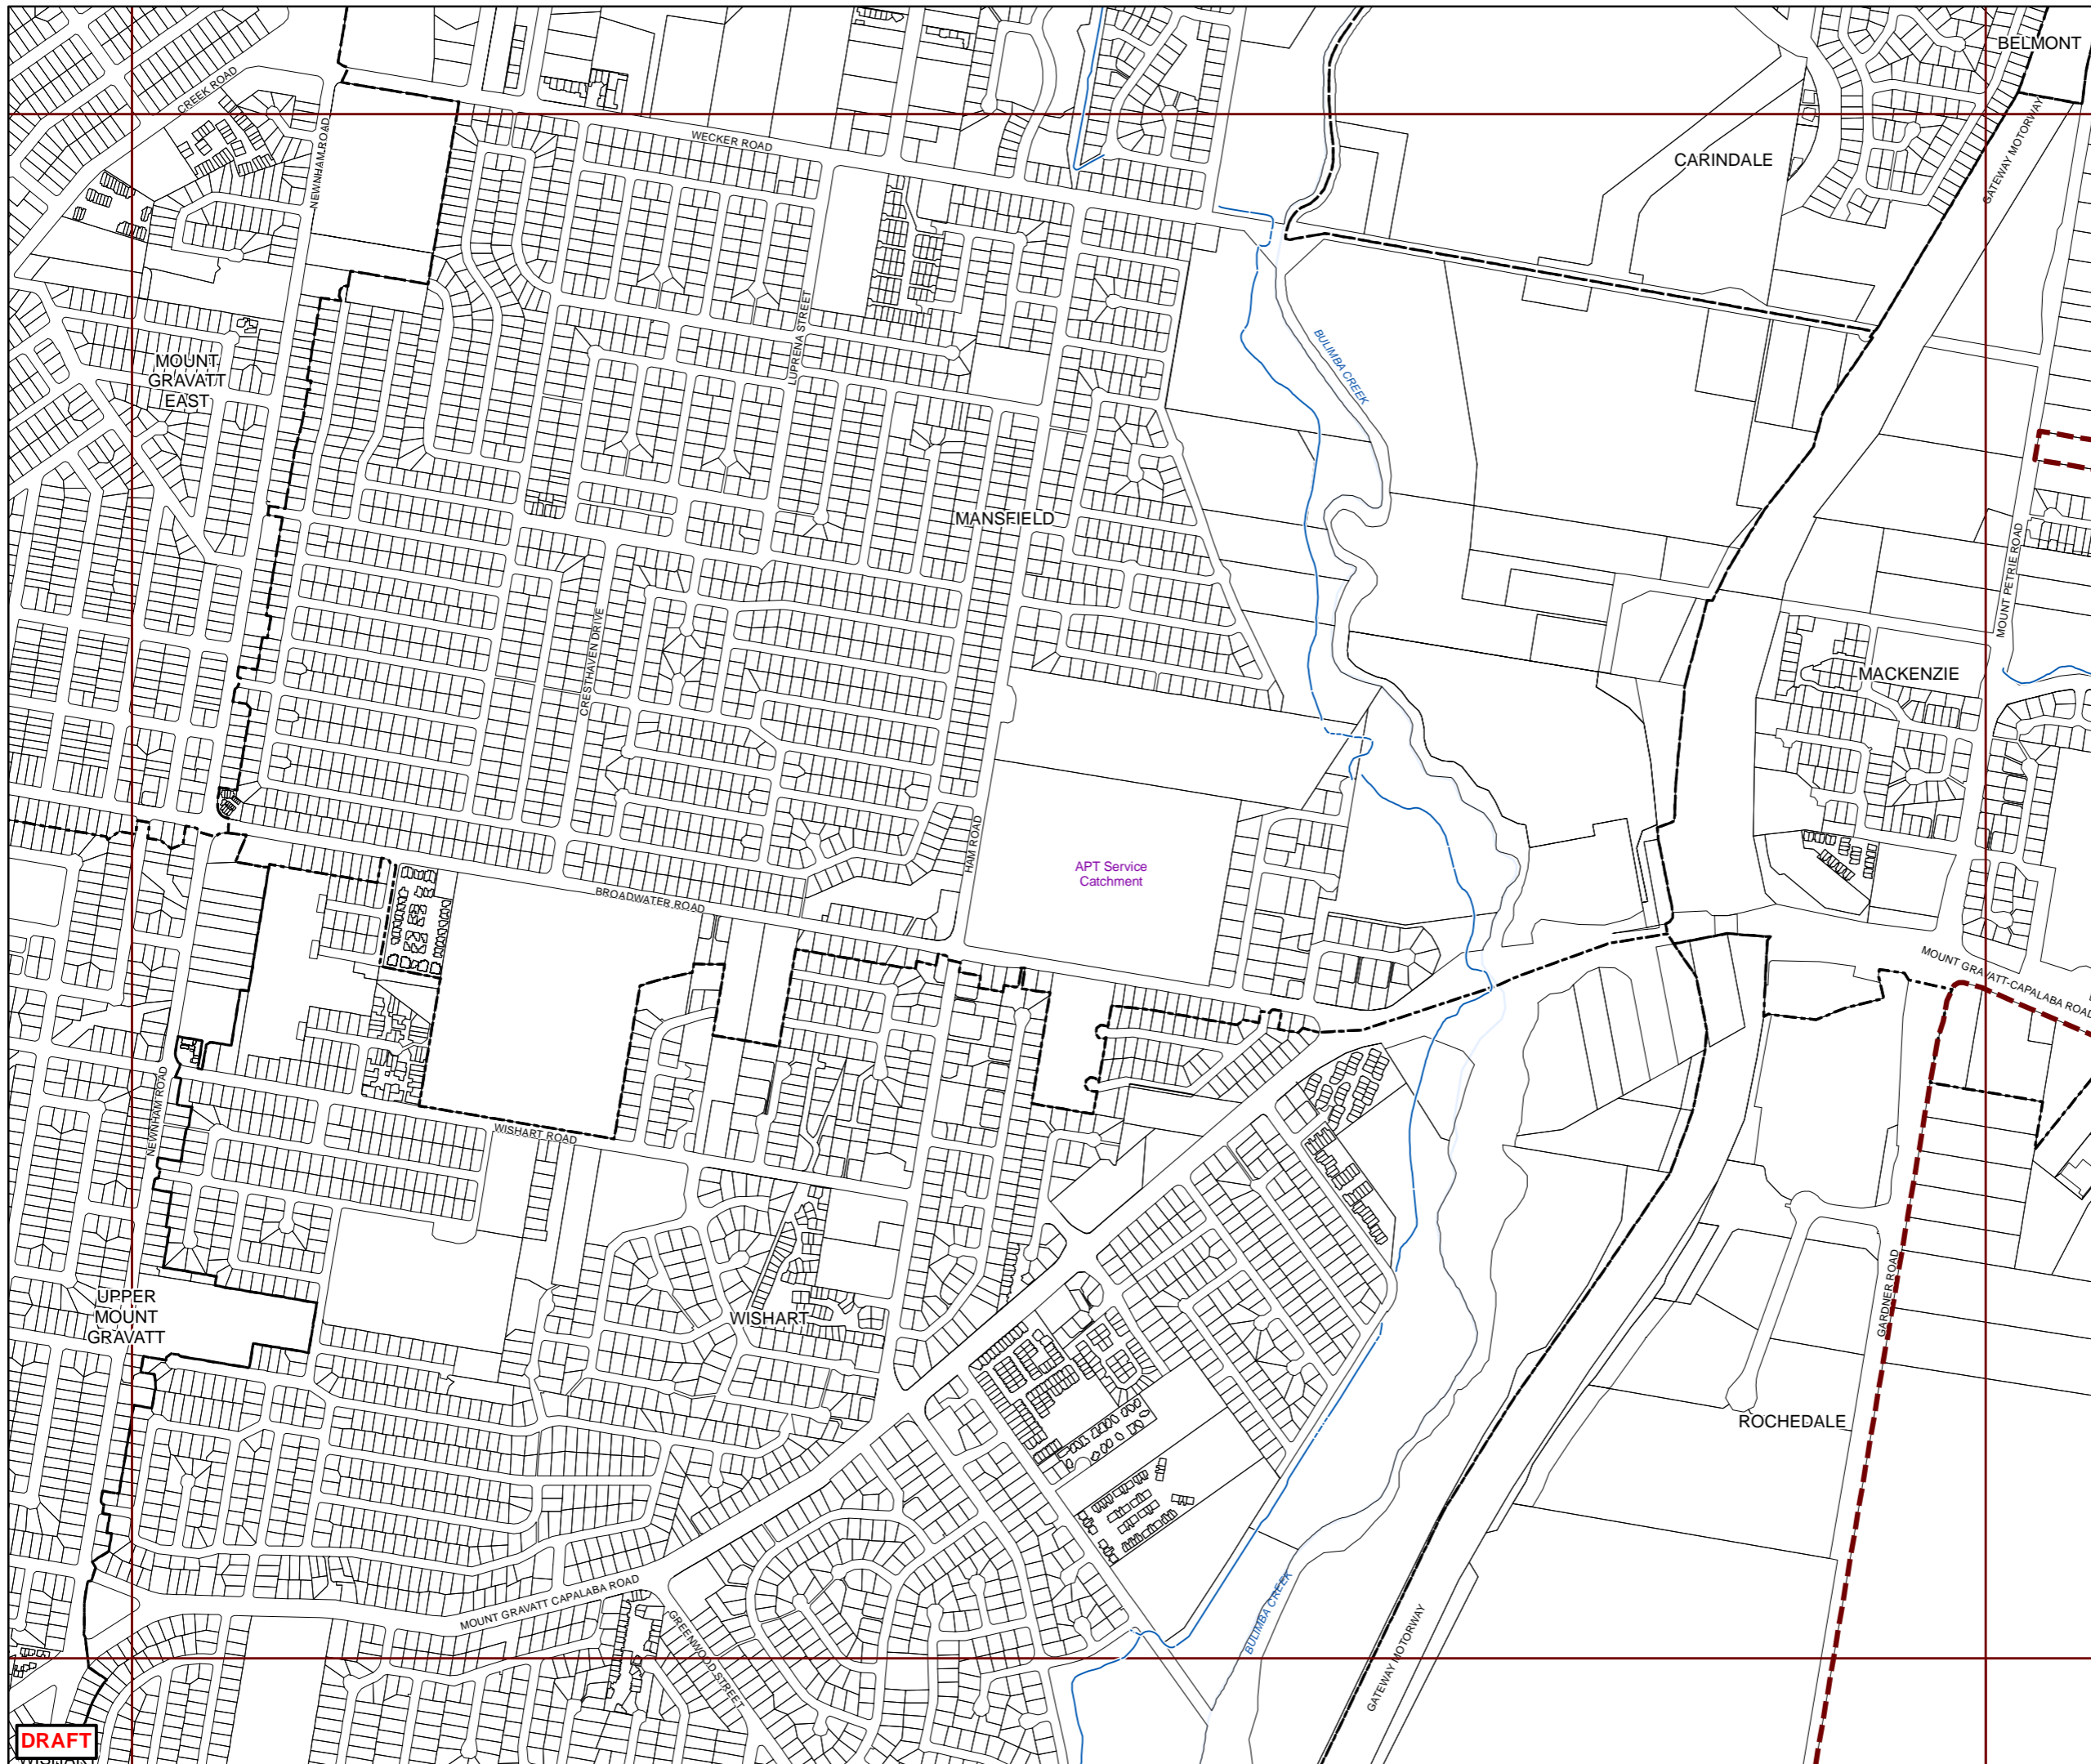 BELMONT
CREEK ROAD
WECKER ROAD
NEWNHAM ROAD
CARINDALE
GATEWAY MOTORWAY
LUPRENA STREET
BULIMBA CREEK
MOUNT
GRAVATT
EAST
MANSFIELD
MOUNT PETRIE ROAD
CRESTHAVEN DRIVE
MACKENZIE
HAM ROAD
APT Service
Catchment
BROADWATER ROAD
MOUNT GRAVATT-CAPALABA ROAD
NEWNHAM ROAD
WISHART ROAD
GARDNER ROAD
UPPER
MOUNT
GRAVATT
WISHART
ROCHEDALE
MOUNT GRAVATT CAPALABA ROAD
GREENWOOD STREET
BULIMBA CREEK
GATEWAY MOTORWAY
DRAFT
WISHART